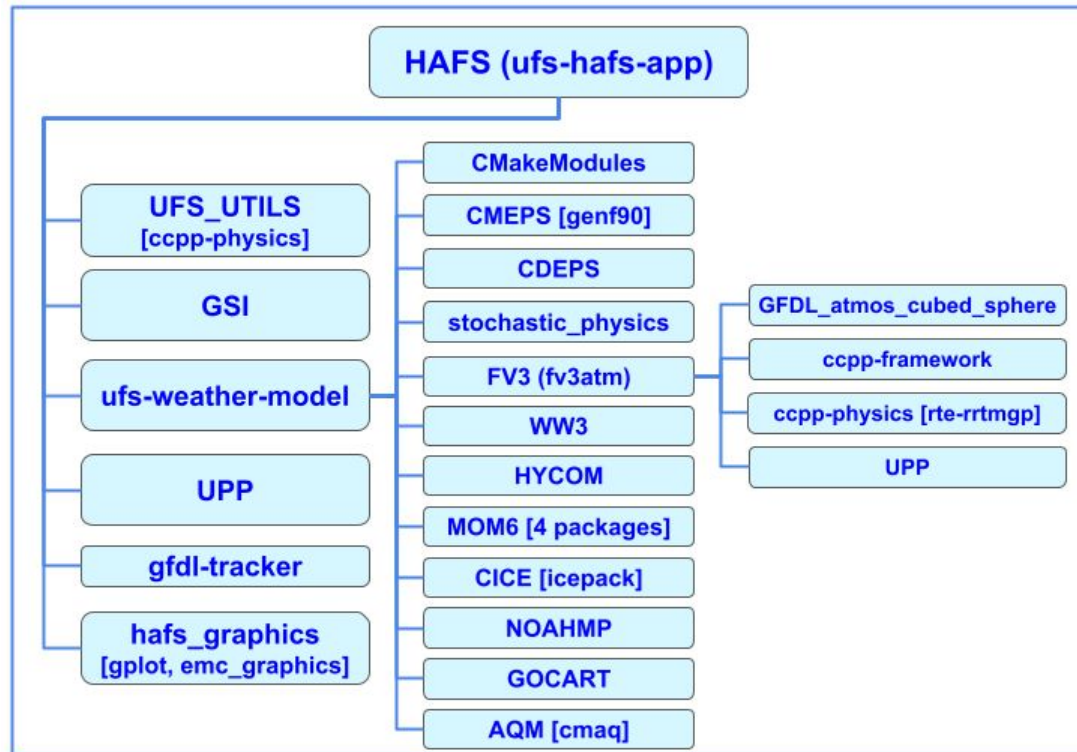 HAFS (ufs-hafs-app)
UFS_UTILS
[ccpp-physics]
GSI
ufs-weather-model
UPP
gfdl-tracker
hafs_graphics
[gplot, emc_graphics]
CMakeModules
CMEPS [genf90]
CDEPS
stochastic_physics
FV3 (fv3atm)
WW3
HYCOM
MOM6 [4 packages]
CICE [icepack]
NOAHMP
GOCART
AQM [cmaq]
GFDL_atmos_cubed_sphere
ccpp-framework
ccpp-physics [rte-rrtmgp]
UPP